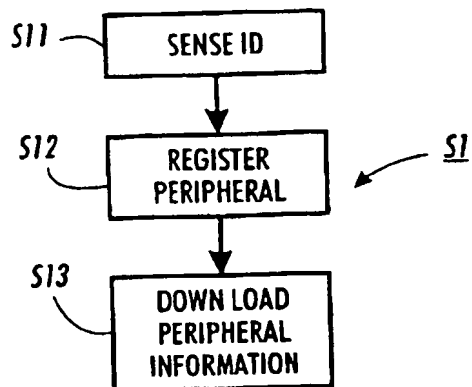 S11
SENSE ID
S12
REGISTER
PERIPHERAL
S1
S13
DOWN LOAD
PERIPHERAL
INFORMATION